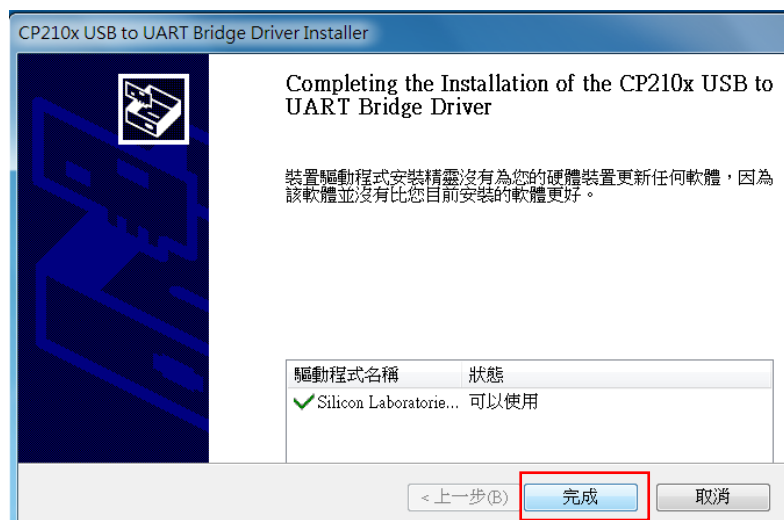 CP210x USB to UART Bridge Driver Installer
Completing the Installation of the CP210x USB to
UART Bridge Driver
裝置驅動程式安裝精靈沒有為您的硬體裝置更新任何軟體，因為
該軟體並沒有比您目前安裝的軟體更好。
驅動程式名稱 狀態
Silicon Laboratorie... 可以使用
<上一步(B) 完成 取消